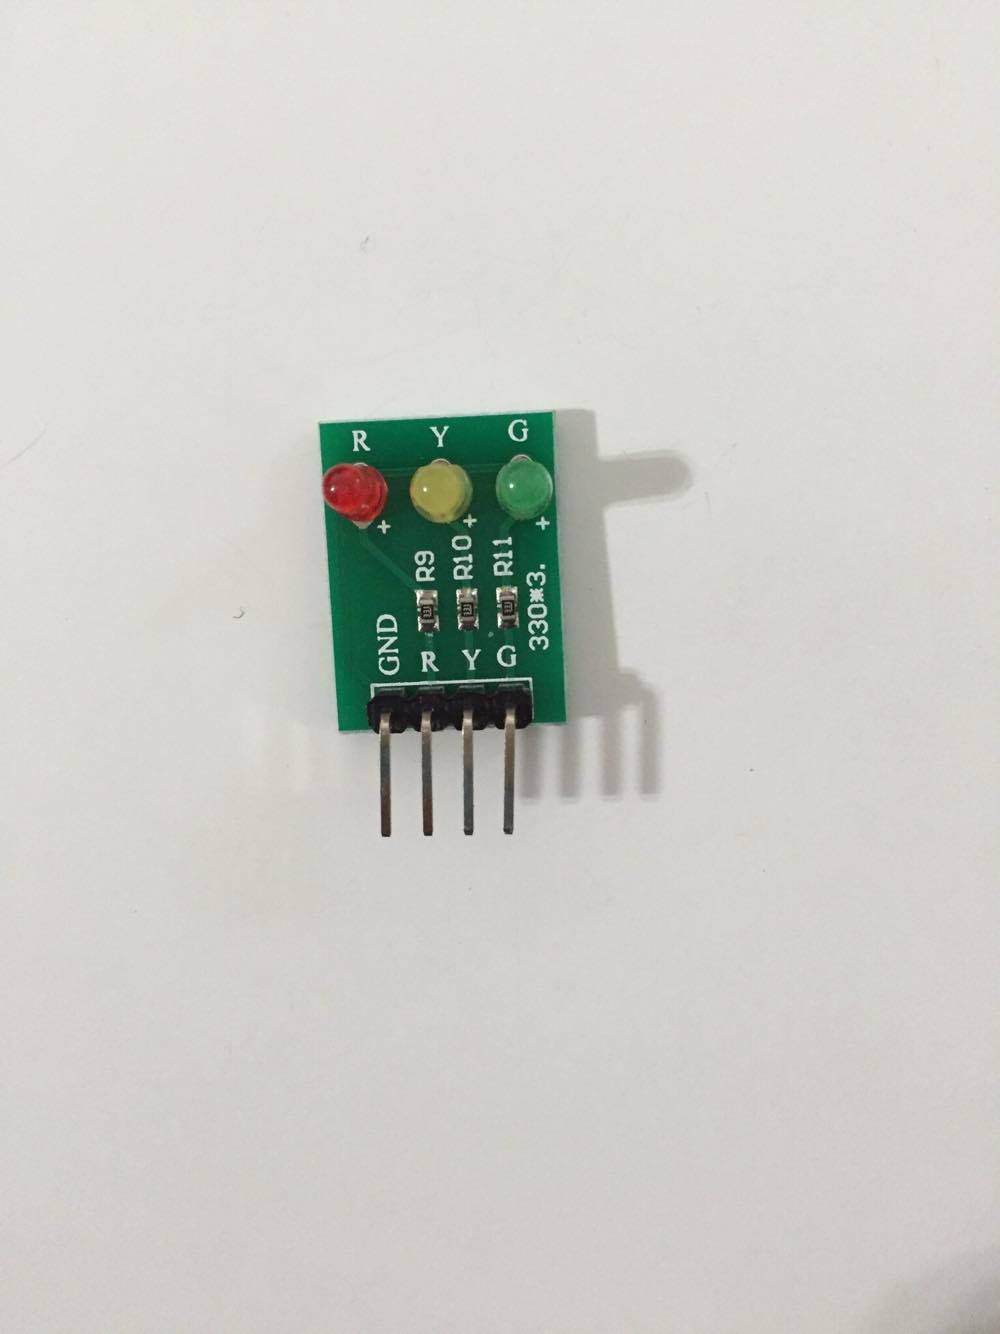 R Y G
+ + +
R9 R10 R11
330*3.
GND R Y G